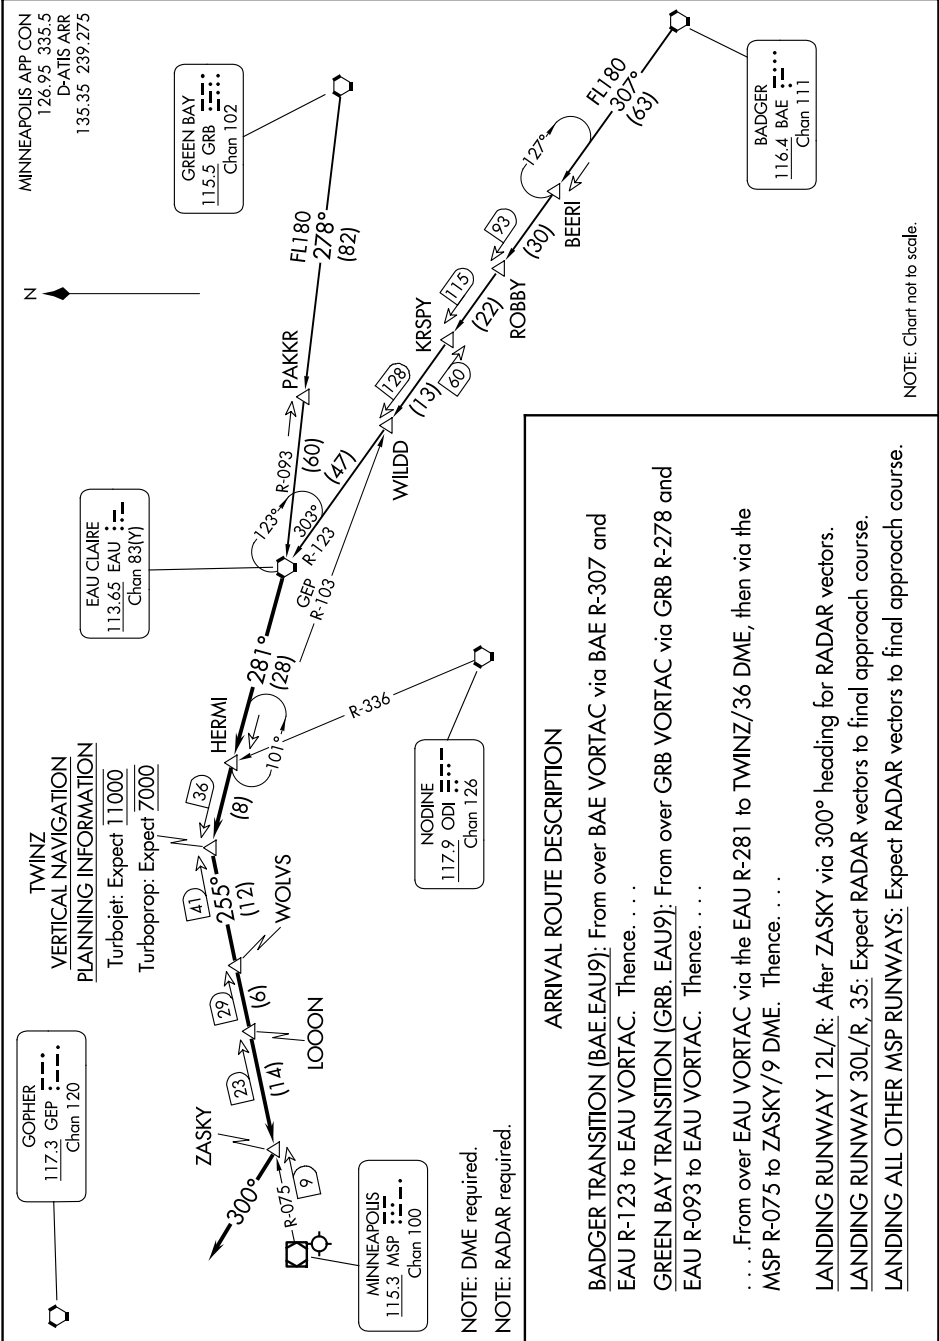 MINNEAPOLIS APP CON
126.95 335.5
D-ATIS ARR
135.35 239.275
GOPHER
117.3 GEP
Chan 120
TWINZ
VERTICAL NAVIGATION
PLANNING INFORMATION
Turbojet: Expect 11000
Turboprop: Expect 7000
EAU CLAIRE
113.65 EAU
Chan 83(Y)
N
GREEN BAY
115.5 GRB
Chan 102
FL180
278°
(82)
PAKKR
R-093
(60)
123°
303°
R-123
(47)
GEP
R-103
WILDD
128
(13)
KRSPY
115
60
(22)
ROBBY
93
(30)
BEERI
127°
FL180
307°
(63)
BADGER
116.4 BAE
Chan 111
281°
(28)
HERMI
101°
R-336
(8)
36
41
255°
(12)
WOLVS
29
(6)
LOOON
23
(14)
ZASKY
300°
R-075
9
MINNEAPOLIS
115.3 MSP
Chan 100
NODINE
117.9 ODI
Chan 126
NOTE: DME required.
NOTE: RADAR required.
NOTE: Chart not to scale.
ARRIVAL ROUTE DESCRIPTION
BADGER TRANSITION (BAE.EAU9): From over BAE VORTAC via BAE R-307 and
EAU R-123 to EAU VORTAC. Thence. . . .
GREEN BAY TRANSITION (GRB. EAU9): From over GRB VORTAC via GRB R-278 and
EAU R-093 to EAU VORTAC. Thence. . . .
. . . .From over EAU VORTAC via the EAU R-281 to TWINZ/36 DME, then via the
MSP R-075 to ZASKY/9 DME. Thence. . . .
LANDING RUNWAY 12L/R: After ZASKY via 300° heading for RADAR vectors.
LANDING RUNWAY 30L/R, 35: Expect RADAR vectors to final approach course.
LANDING ALL OTHER MSP RUNWAYS: Expect RADAR vectors to final approach course.